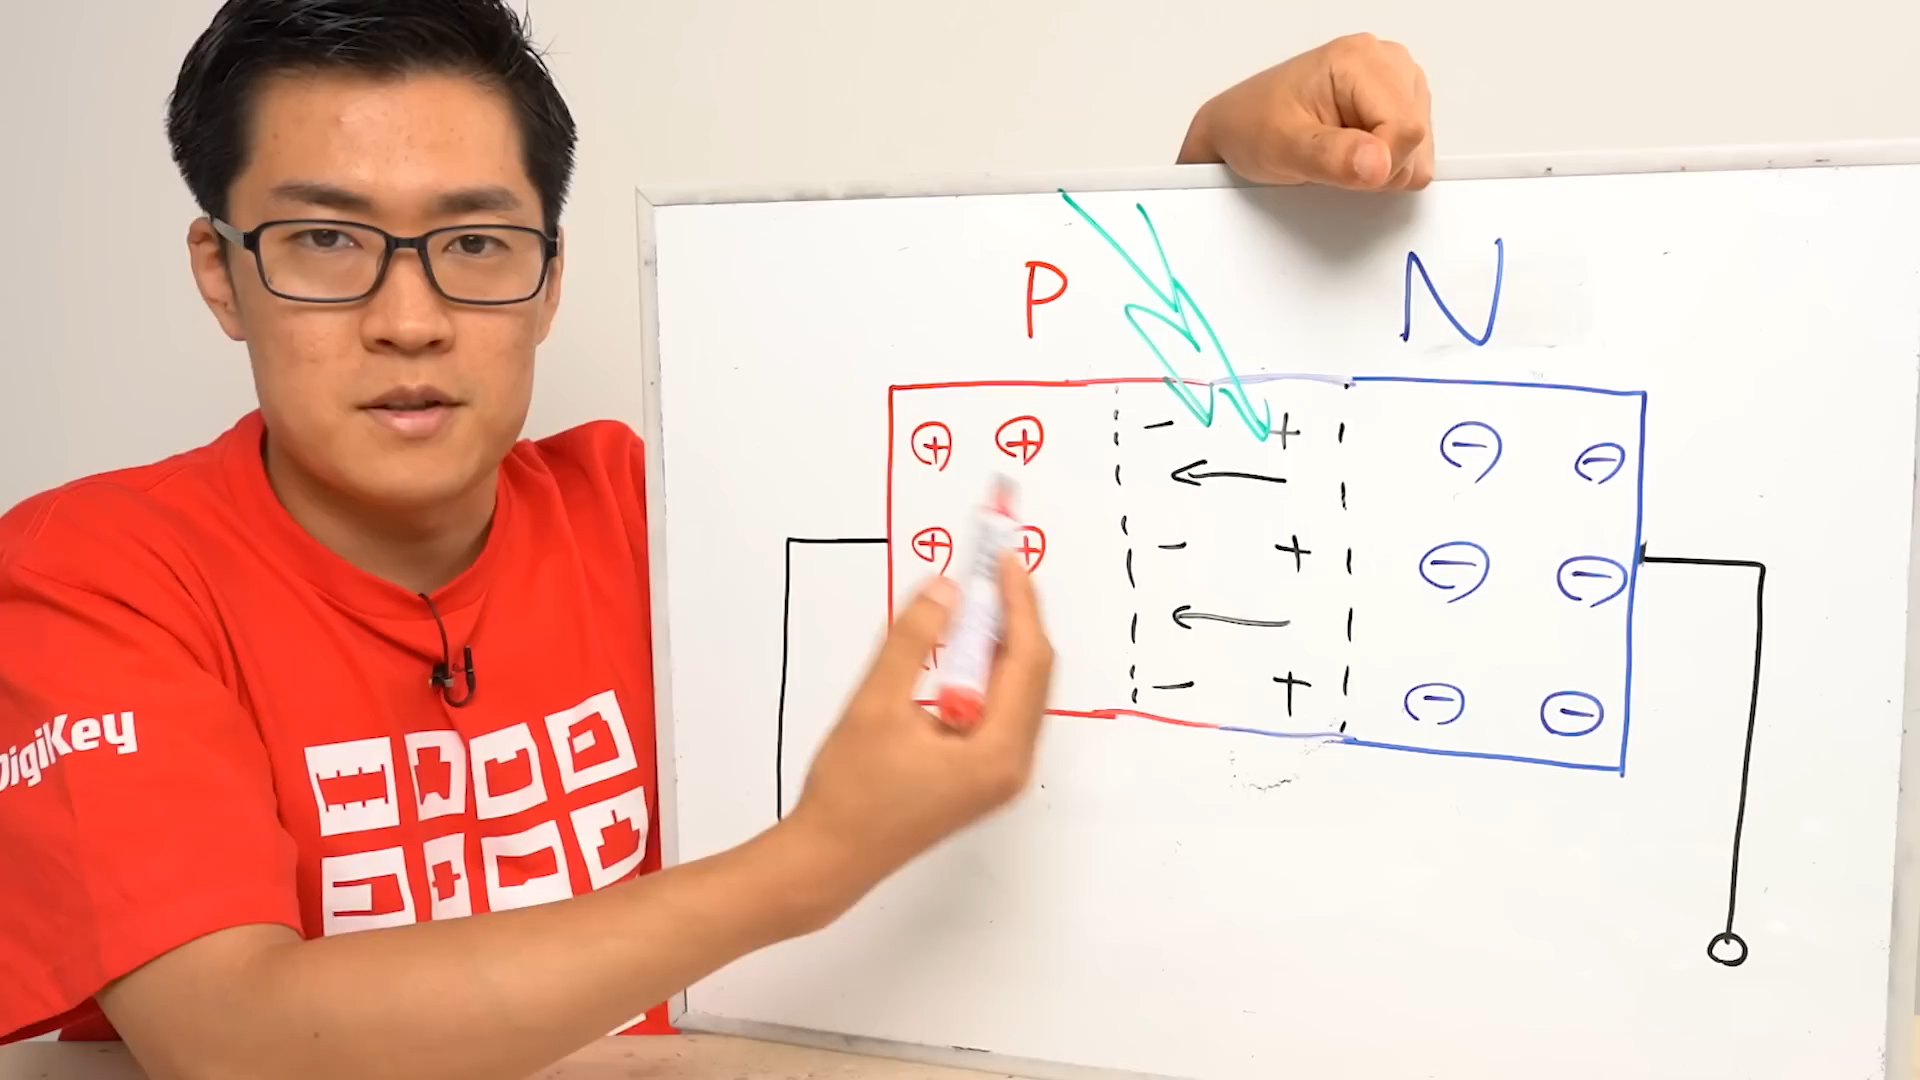 P N
⊕ ⊕ - + ⊖ ⊖
⊕ ⊕ - + ⊖ ⊖
+ - + ⊖ ⊖
DigiKey